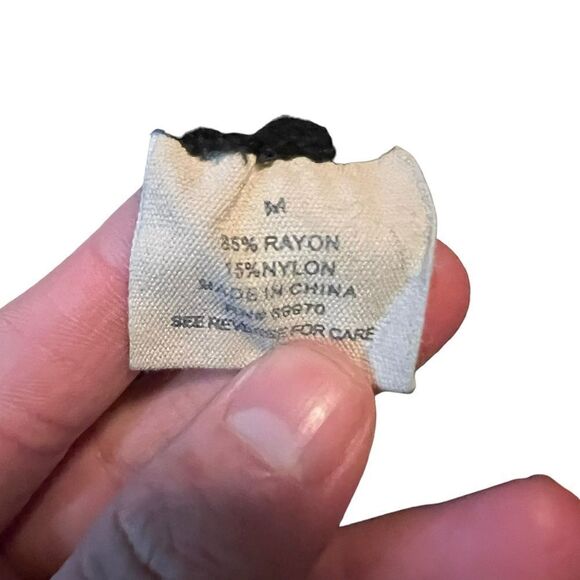 M
85% RAYON
15% NYLON
MADE IN CHINA
SEE REVERSE FOR CARE